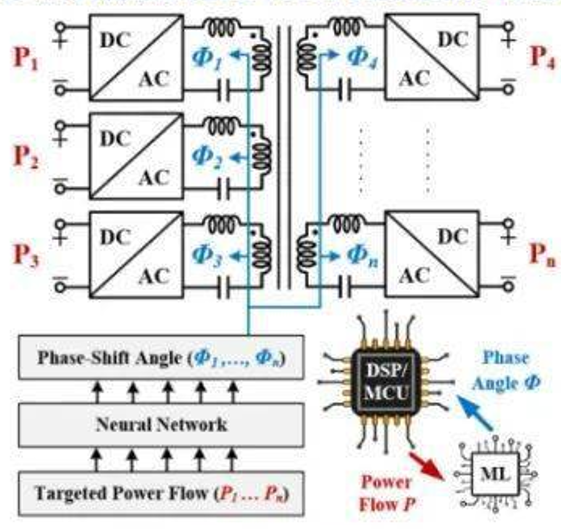 P1
DC
AC
Φ1
Φ4
DC
AC
P4
P2
DC
AC
Φ2
P3
DC
AC
Φ3
Φn
DC
AC
Pn
Phase-Shift Angle (Φ1,..., Φn)
Neural Network
Targeted Power Flow (P1 ... Pn)
DSP/
MCU
Phase
Angle Φ
ML
Power
Flow P